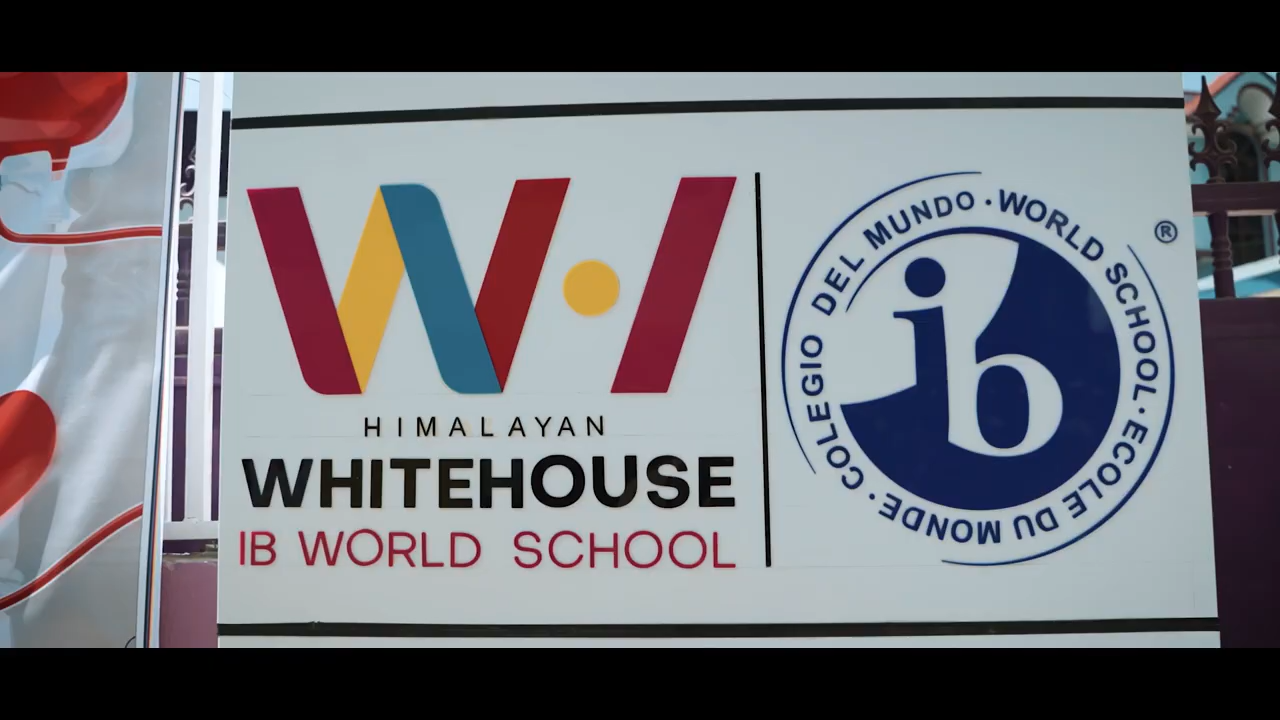 HIMALAYAN
WHITEHOUSE
IB WORLD SCHOOL
COLEGIO DEL MUNDO · WORLD SCHOOL · ECOLE DU MONDE ·
ib
®